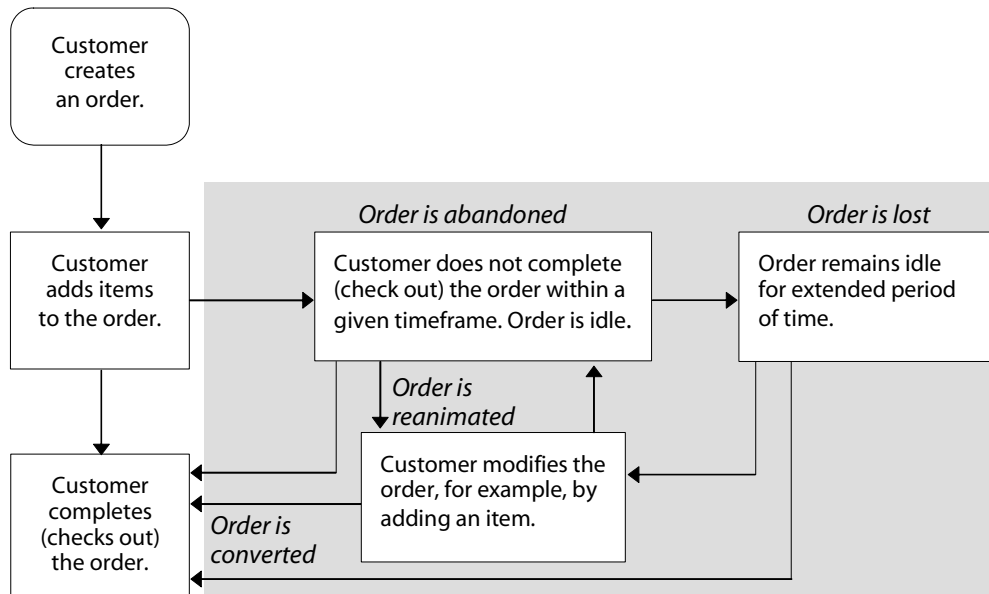 Customer
creates
an order.
Order is abandoned
Order is lost
Customer
adds items
to the order.
Customer does not complete
(check out) the order within a
given timeframe. Order is idle.
Order remains idle
for extended period
of time.
Order is
reanimated
Customer modifies the
order, for example, by
adding an item.
Customer
completes
(checks out)
the order.
Order is
converted